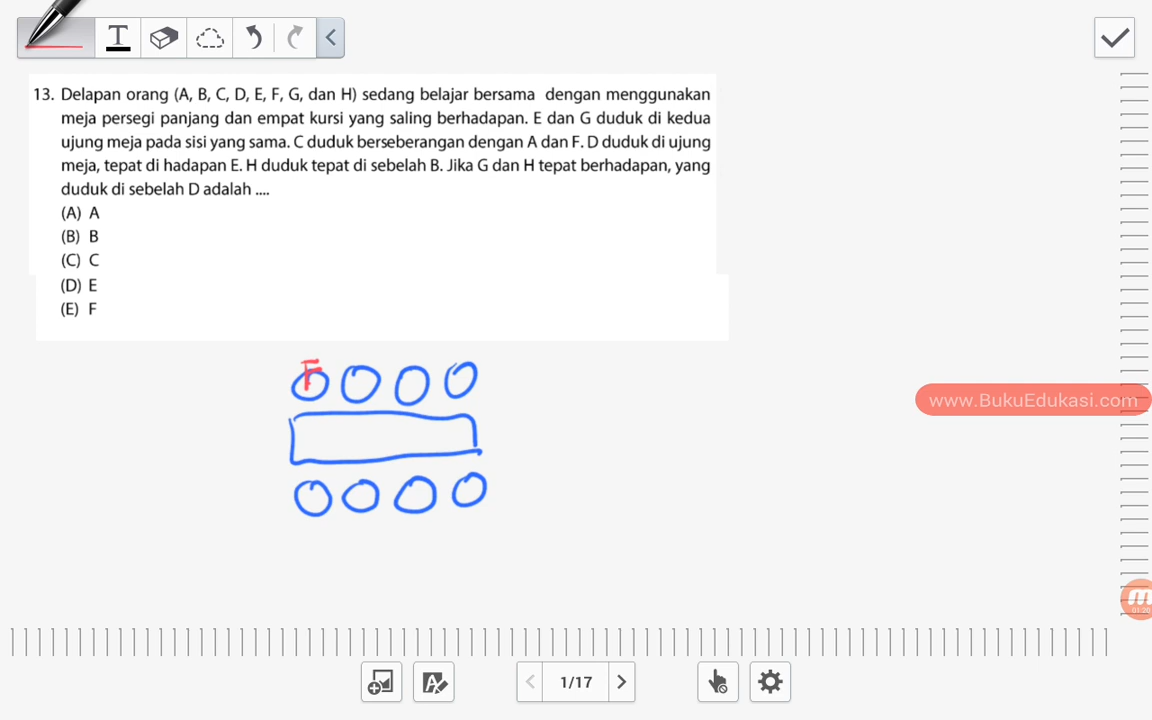 T
13. Delapan orang (A, B, C, D, E, F, G, dan H) sedang belajar bersama dengan menggunakan
meja persegi panjang dan empat kursi yang saling berhadapan. E dan G duduk di kedua
ujung meja pada sisi yang sama. C duduk berseberangan dengan A dan F. D duduk di ujung
meja, tepat di hadapan E. H duduk tepat di sebelah B. Jika G dan H tepat berhadapan, yang
duduk di sebelah D adalah ....
(A) A
(B) B
(C) C
(D) E
(E) F
F
www.BukuEdukasi.com
01:20
1/17